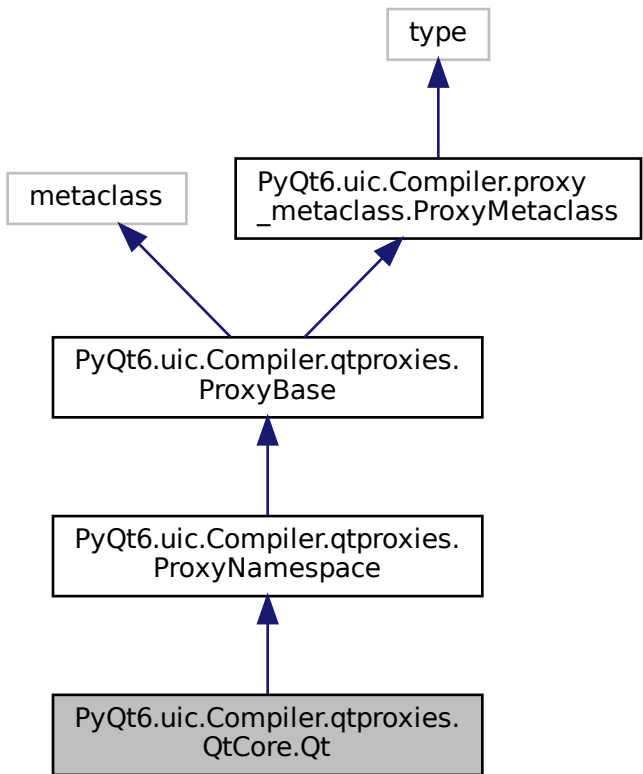 type
PyQt6.uic.Compiler.proxy
_metaclass.ProxyMetaclass
metaclass
PyQt6.uic.Compiler.qtproxies.
ProxyBase
PyQt6.uic.Compiler.qtproxies.
ProxyNamespace
PyQt6.uic.Compiler.qtproxies.
QtCore.Qt